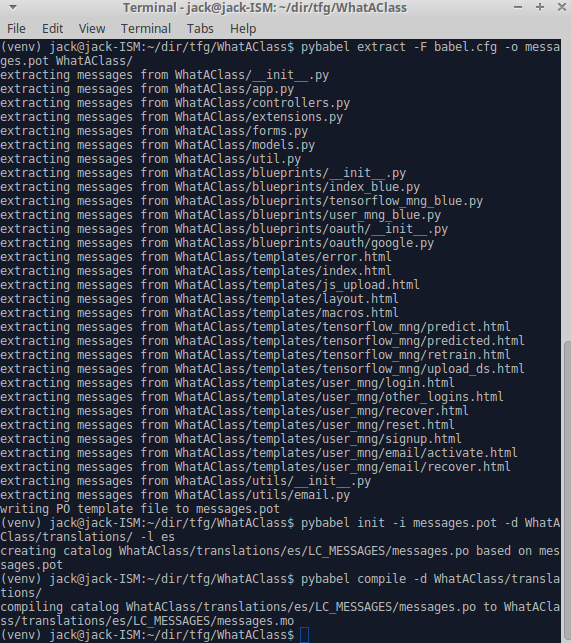 Terminal - jack@jack-ISM: ~/dir/tfg/WhatAClass
File Edit View Terminal Tabs Help
(venv) jack@jack-ISM:~/dir/tfg/WhatAClass$ pybabel extract -F babel.cfg -o messa
ges.pot WhatAClass/
extracting messages from WhatAClass/__init__.py
extracting messages from WhatAClass/app.py
extracting messages from WhatAClass/controllers.py
extracting messages from WhatAClass/extensions.py
extracting messages from WhatAClass/forms.py
extracting messages from WhatAClass/models.py
extracting messages from WhatAClass/util.py
extracting messages from WhatAClass/blueprints/__init__.py
extracting messages from WhatAClass/blueprints/index_blue.py
extracting messages from WhatAClass/blueprints/tensorflow_mng_blue.py
extracting messages from WhatAClass/blueprints/user_mng_blue.py
extracting messages from WhatAClass/blueprints/oauth/__init__.py
extracting messages from WhatAClass/blueprints/oauth/google.py
extracting messages from WhatAClass/templates/error.html
extracting messages from WhatAClass/templates/index.html
extracting messages from WhatAClass/templates/js_upload.html
extracting messages from WhatAClass/templates/layout.html
extracting messages from WhatAClass/templates/macros.html
extracting messages from WhatAClass/templates/tensorflow_mng/predict.html
extracting messages from WhatAClass/templates/tensorflow_mng/predicted.html
extracting messages from WhatAClass/templates/tensorflow_mng/retrain.html
extracting messages from WhatAClass/templates/tensorflow_mng/upload_ds.html
extracting messages from WhatAClass/templates/user_mng/login.html
extracting messages from WhatAClass/templates/user_mng/other_logins.html
extracting messages from WhatAClass/templates/user_mng/recover.html
extracting messages from WhatAClass/templates/user_mng/reset.html
extracting messages from WhatAClass/templates/user_mng/signup.html
extracting messages from WhatAClass/templates/user_mng/email/activate.html
extracting messages from WhatAClass/templates/user_mng/email/recover.html
extracting messages from WhatAClass/utils/__init__.py
extracting messages from WhatAClass/utils/email.py
writing PO template file to messages.pot
(venv) jack@jack-ISM:~/dir/tfg/WhatAClass$ pybabel init -i messages.pot -d WhatA
Class/translations/ -l es
creating catalog WhatAClass/translations/es/LC_MESSAGES/messages.po based on mes
sages.pot
(venv) jack@jack-ISM:~/dir/tfg/WhatAClass$ pybabel compile -d WhatAClass/transla
tions/
compiling catalog WhatAClass/translations/es/LC_MESSAGES/messages.po to WhatACla
ss/translations/es/LC_MESSAGES/messages.mo
(venv) jack@jack-ISM:~/dir/tfg/WhatAClass$